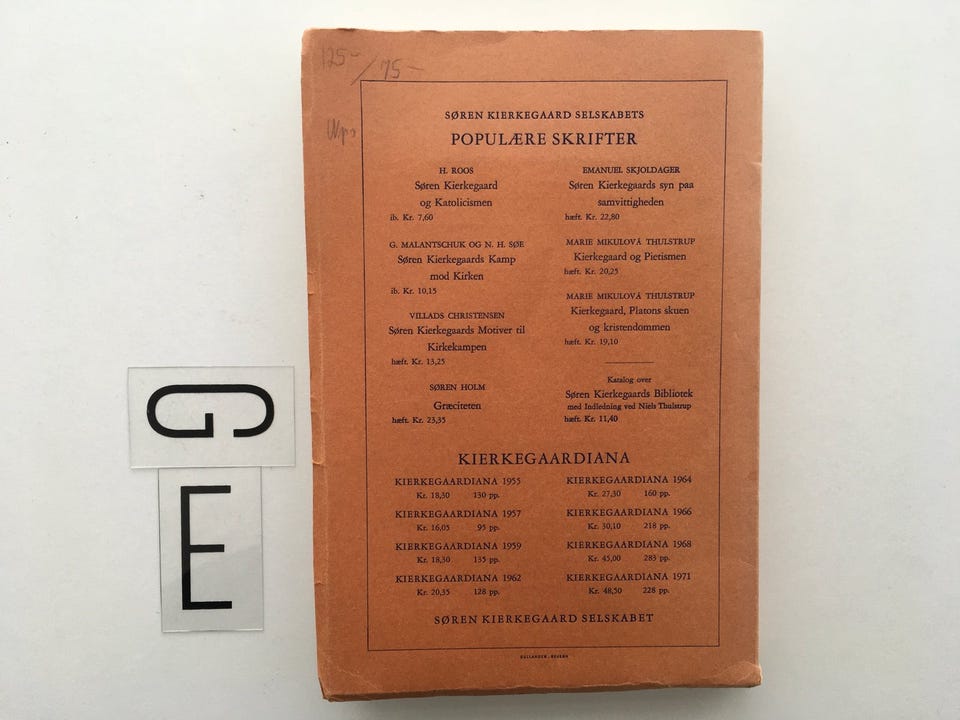 125-
/75-
SØREN KIERKEGAARD SELSKABETS
POPULÆRE SKRIFTER
H. ROOS
Søren Kierkegaard
og Katolicismen
ib. Kr. 7,60
G. MALANTSCHUK OG N. H. SØE
Søren Kierkegaards Kamp
mod Kirken
ib. Kr. 10,15
VILLADS CHRISTENSEN
Søren Kierkegaards Motiver til
Kirkekampen
hæft. Kr. 13,25
SØREN HOLM
Græciteten
hæft. Kr. 23,35
EMANUEL SKJOLDAGER
Søren Kierkegaards syn paa
samvittigheden
hæft. Kr. 22,80
MARIE MIKULOVÁ THULSTRUP
Kierkegaard og Pietismen
hæft. Kr. 20,25
MARIE MIKULOVÁ THULSTRUP
Kierkegaard, Platons skuen
og kristendommen
hæft. Kr. 19,10
Katalog over
Søren Kierkegaards Bibliotek
med Indledning ved Niels Thulstrup
hæft. Kr. 11,40
KIERKEGAARDIANA
KIERKEGAARDIANA 1955
Kr. 18,30 130 pp.
KIERKEGAARDIANA 1957
Kr. 16,05 95 pp.
KIERKEGAARDIANA 1959
Kr. 18,30 135 pp.
KIERKEGAARDIANA 1962
Kr. 20,35 128 pp.
KIERKEGAARDIANA 1964
Kr. 27,30 160 pp.
KIERKEGAARDIANA 1966
Kr. 30,10 218 pp.
KIERKEGAARDIANA 1968
Kr. 45,00 283 pp.
KIERKEGAARDIANA 1971
Kr. 48,50 228 pp.
SØREN KIERKEGAARD SELSKABET
G
E